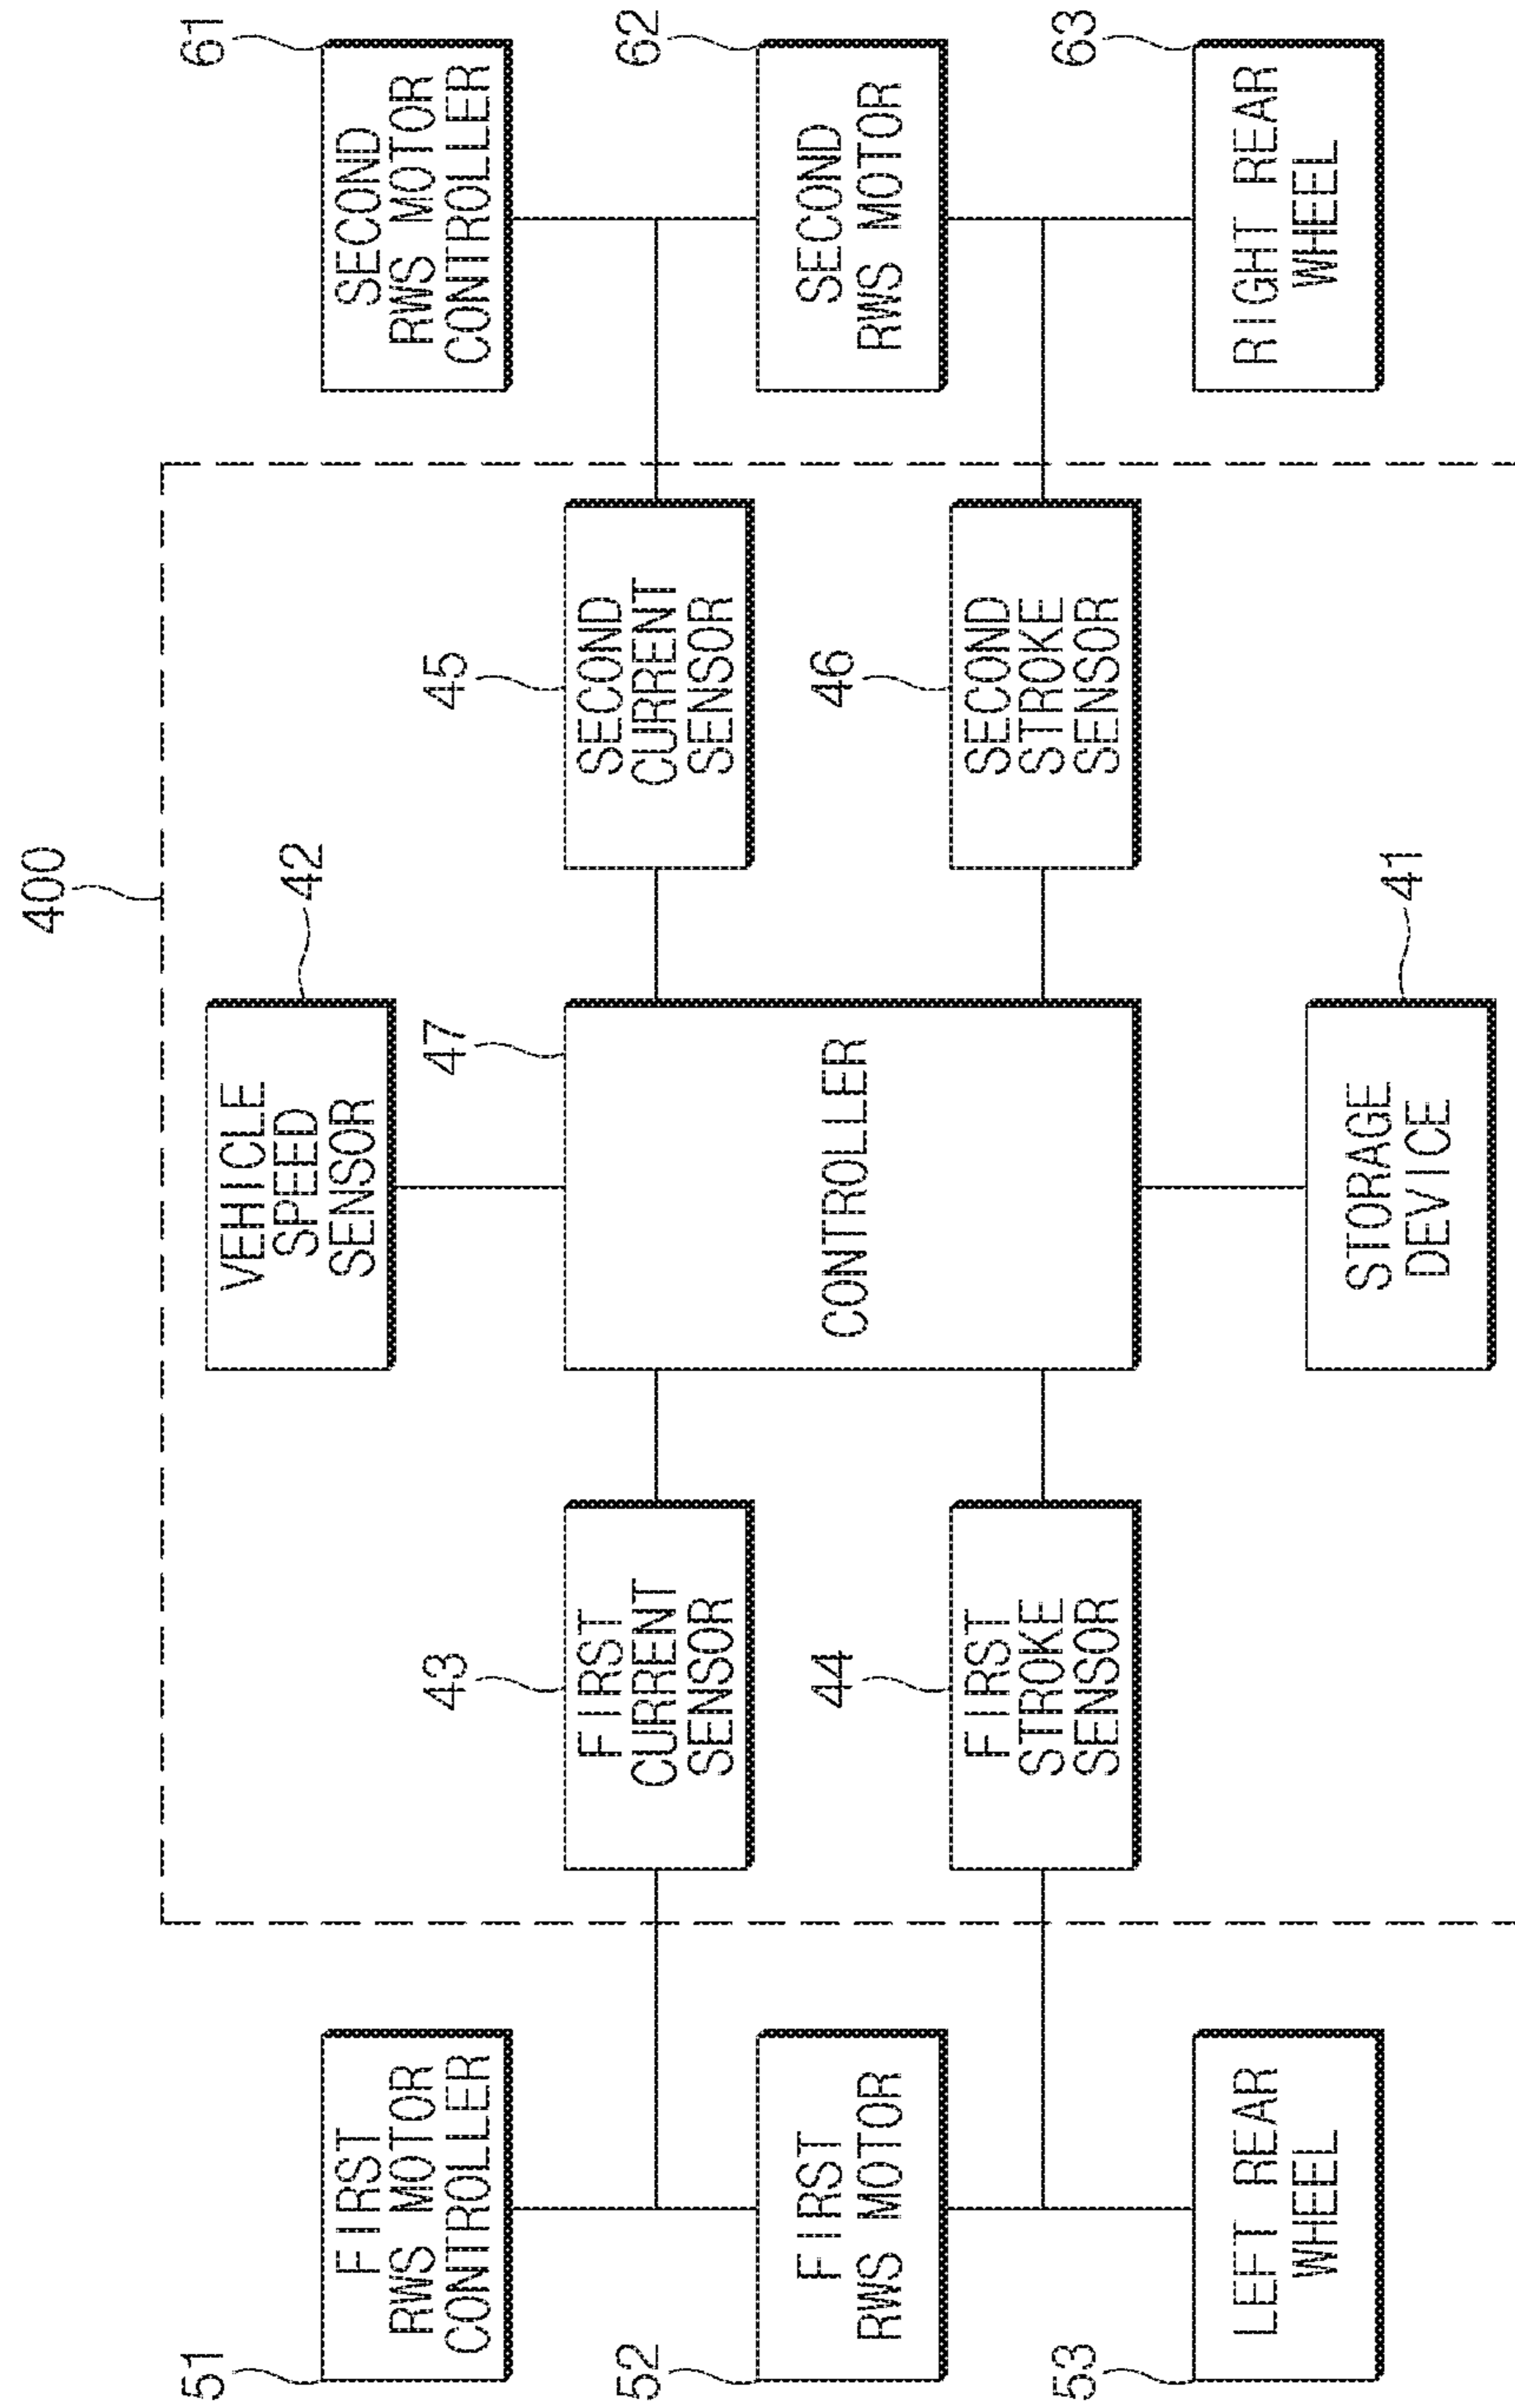 400
51
FIRST
RWS MOTOR
CONTROLLER
52
FIRST
RWS MOTOR
53
LEFT REAR
WHEEL
43
FIRST
CURRENT
SENSOR
44
FIRST
STROKE
SENSOR
42
VEHICLE
SPEED
SENSOR
47
CONTROLLER
41
STORAGE
DEVICE
45
SECOND
CURRENT
SENSOR
46
SECOND
STROKE
SENSOR
61
SECOND
RWS MOTOR
CONTROLLER
62
SECOND
RWS MOTOR
63
RIGHT REAR
WHEEL